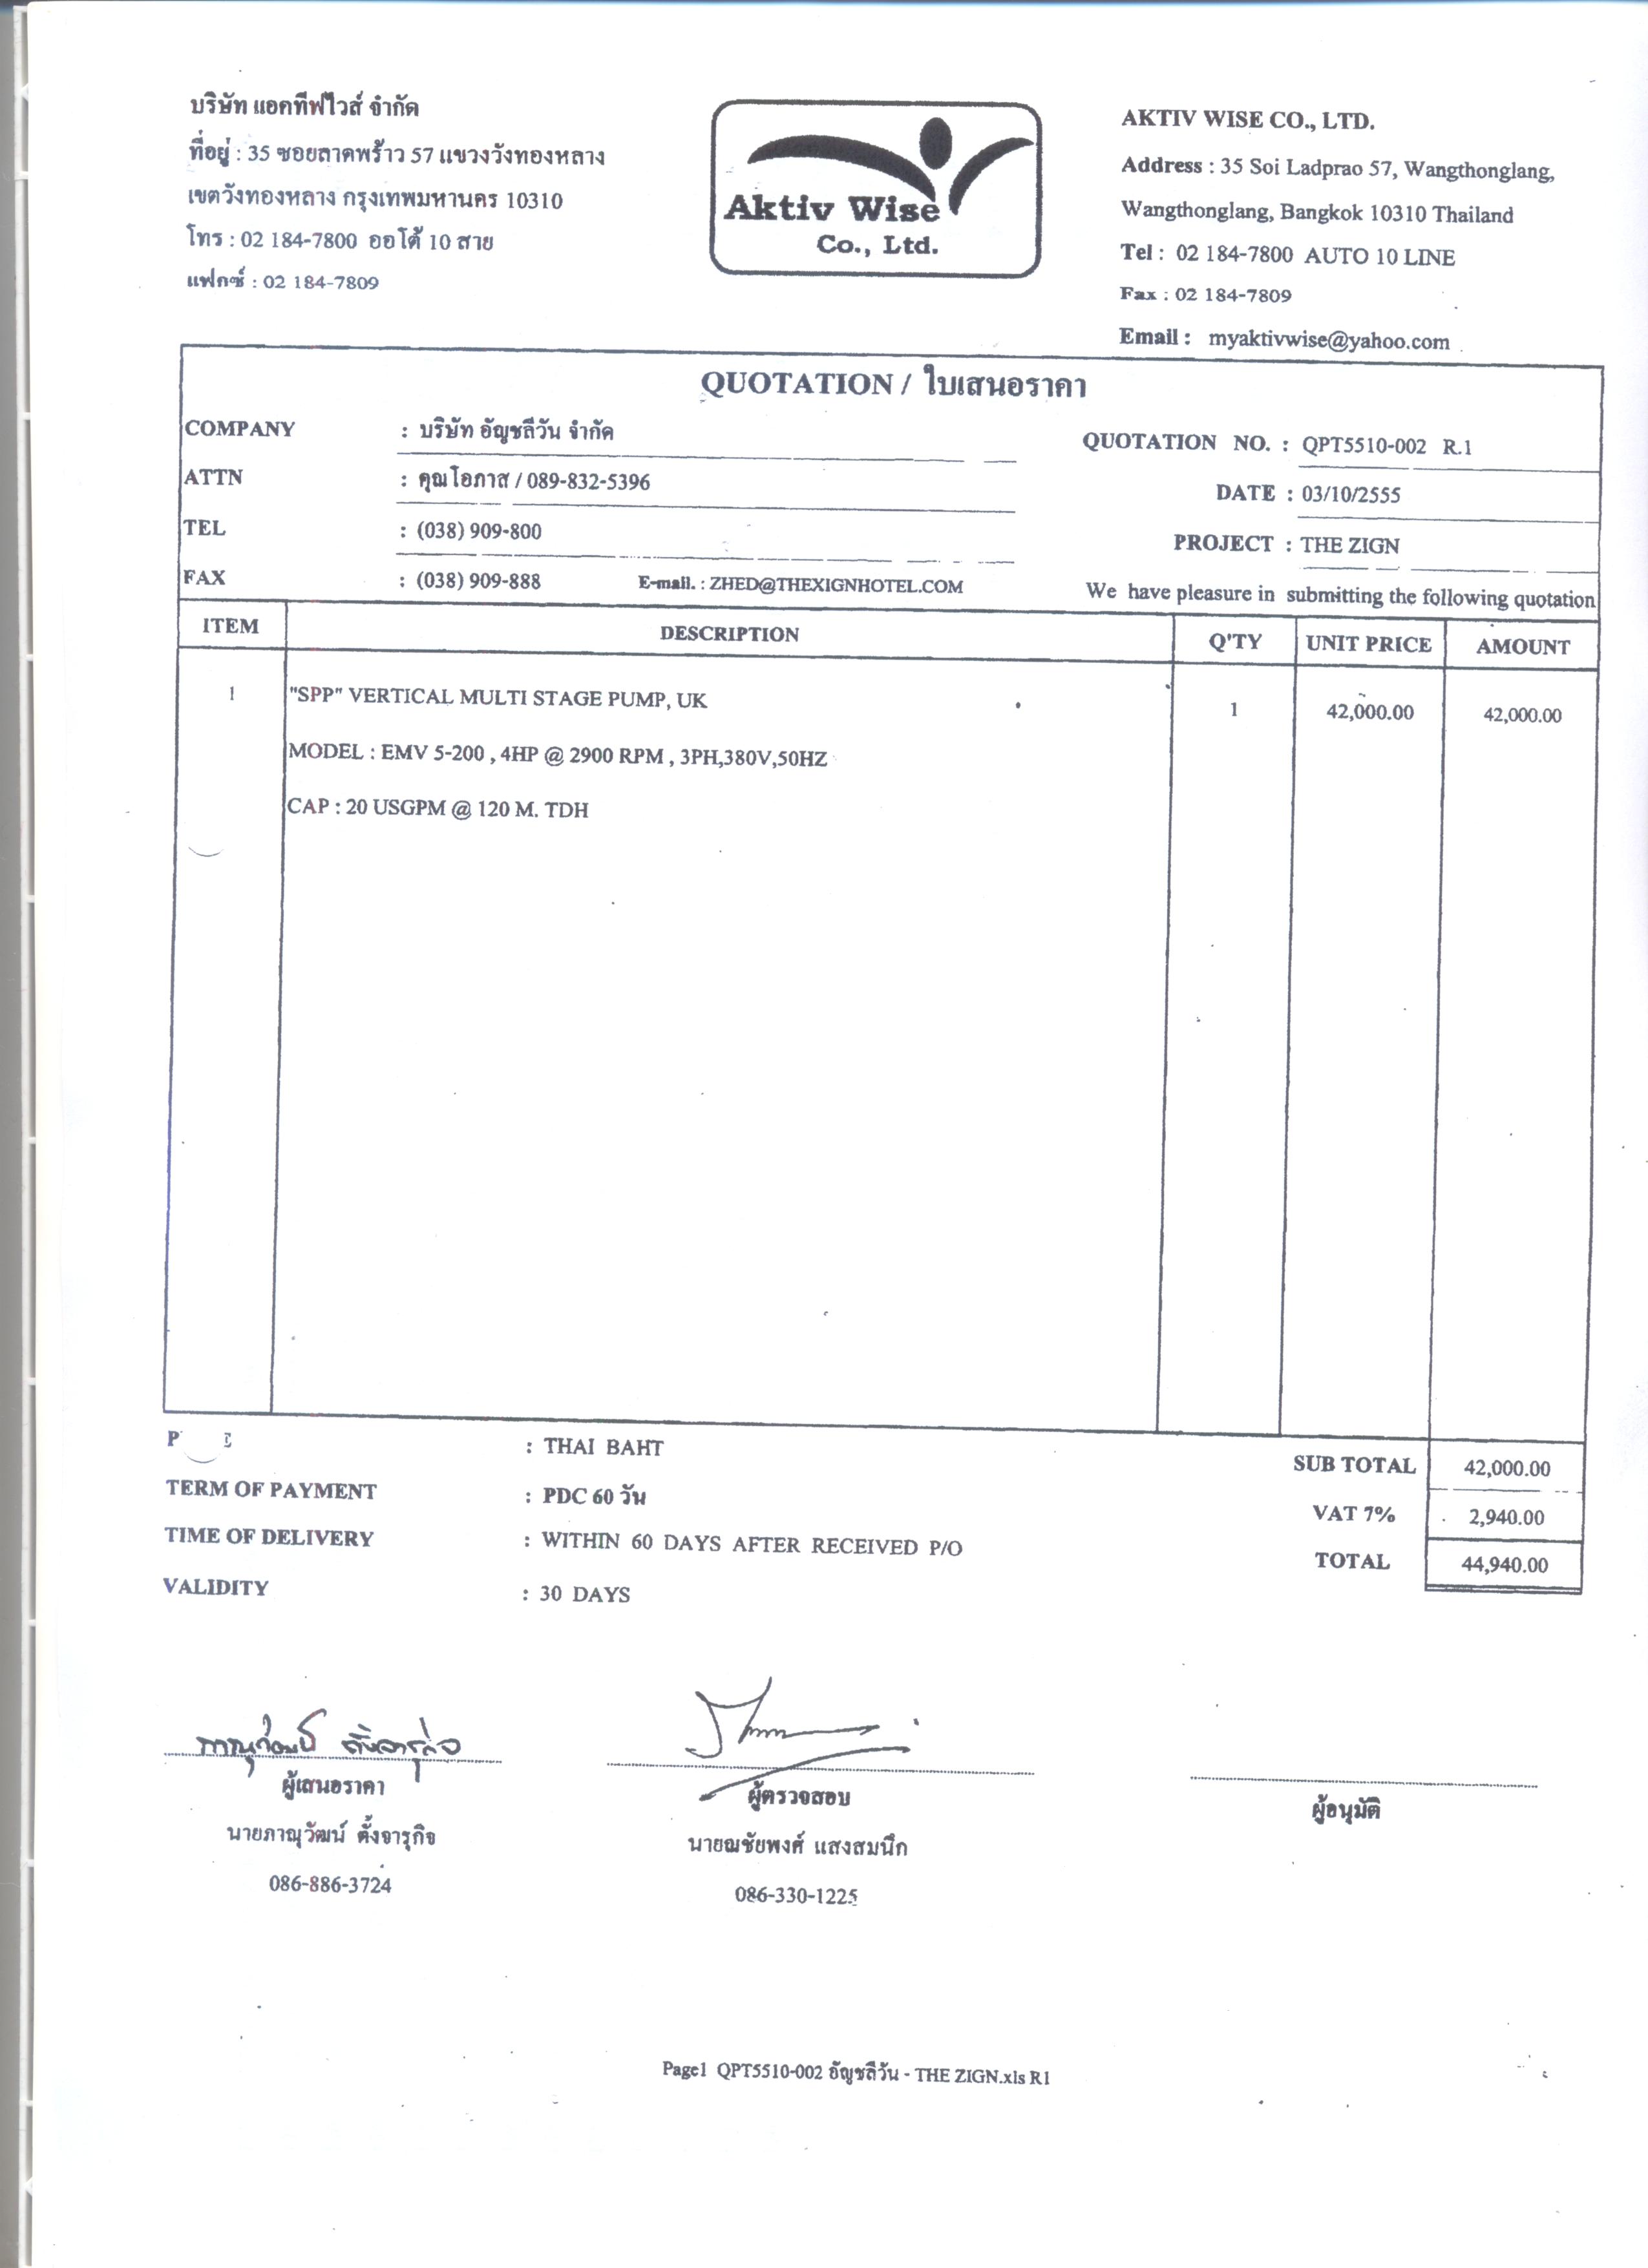 บริษัท แอคทีฟไวส์ จำกัด
ที่อยู่ : 35 ซอยลาดพร้าว 57 แขวงวังทองหลาง
เขตวังทองหลาง กรุงเทพมหานคร 10310
โทร : 02 184-7800 ออโต้ 10 สาย
แฟกซ์ : 02 184-7809
Aktiv Wise
Co., Ltd.
AKTIV WISE CO., LTD.
Address : 35 Soi Ladprao 57, Wangthonglang,
Wangthonglang, Bangkok 10310 Thailand
Tel : 02 184-7800 AUTO 10 LINE
Fax : 02 184-7809
Email : myaktivwise@yahoo.com
QUOTATION / ใบเสนอราคา
COMPANY : บริษัท อัญชลีวัน จำกัด
QUOTATION NO. : QPT5510-002 R.1
ATTN : คุณโอภาส / 089-832-5396
DATE : 03/10/2555
TEL : (038) 909-800
PROJECT : THE ZIGN
FAX : (038) 909-888 E-mail. : ZHED@THEXIGNHOTEL.COM
We have pleasure in submitting the following quotation
ITEM DESCRIPTION Q'TY UNIT PRICE AMOUNT
1 "SPP" VERTICAL MULTI STAGE PUMP, UK 1 42,000.00 42,000.00
MODEL : EMV 5-200 , 4HP @ 2900 RPM , 3PH,380V,50HZ
CAP : 20 USGPM @ 120 M. TDH
: THAI BAHT
SUB TOTAL 42,000.00
TERM OF PAYMENT : PDC 60 วัน
VAT 7% 2,940.00
TIME OF DELIVERY : WITHIN 60 DAYS AFTER RECEIVED P/O
TOTAL 44,940.00
VALIDITY : 30 DAYS
ภาณุวัฒน์ ตั้งจารุกิจ
ผู้เสนอราคา ผู้ตรวจสอบ ผู้อนุมัติ
นายภาณุวัฒน์ ตั้งจารุกิจ นายณชัยพงศ์ แสงสมนึก
086-886-3724 086-330-1225
Page1 QPT5510-002 อัญชลีวัน - THE ZIGN.xls R1